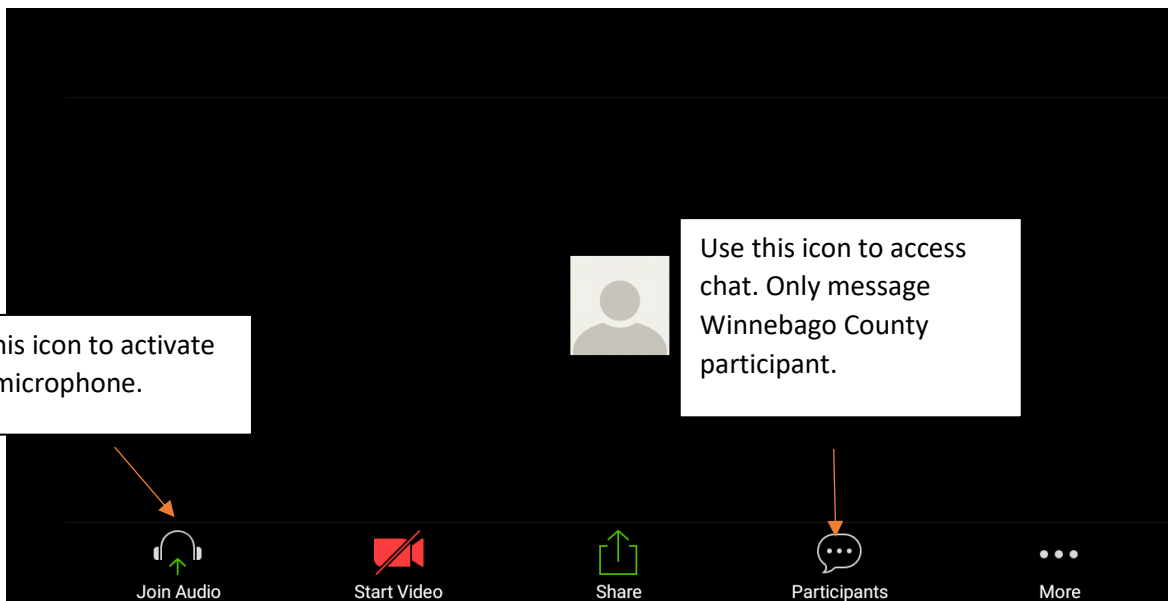 Use this icon to access
chat. Only message
Winnebago County
participant.
his icon to activate
microphone.
Join Audio
Start Video
Share
Participants
More